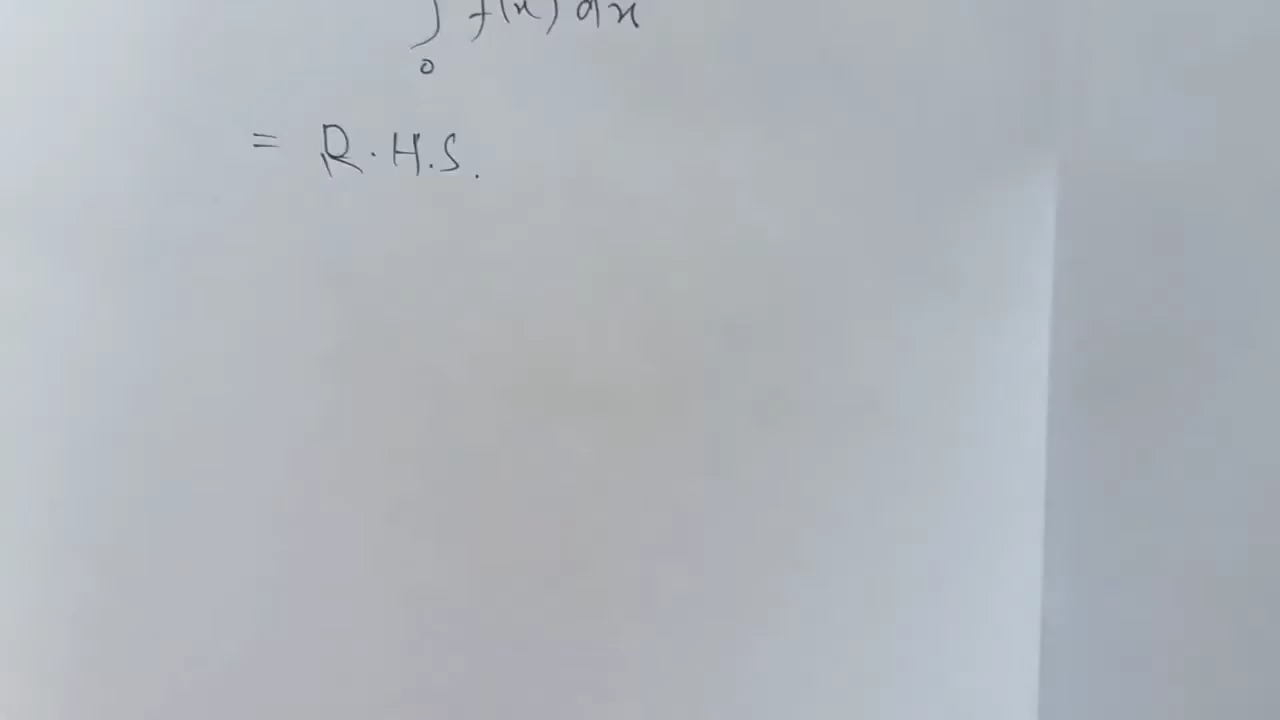 ∫ f(x) dx
0
= R.H.S.